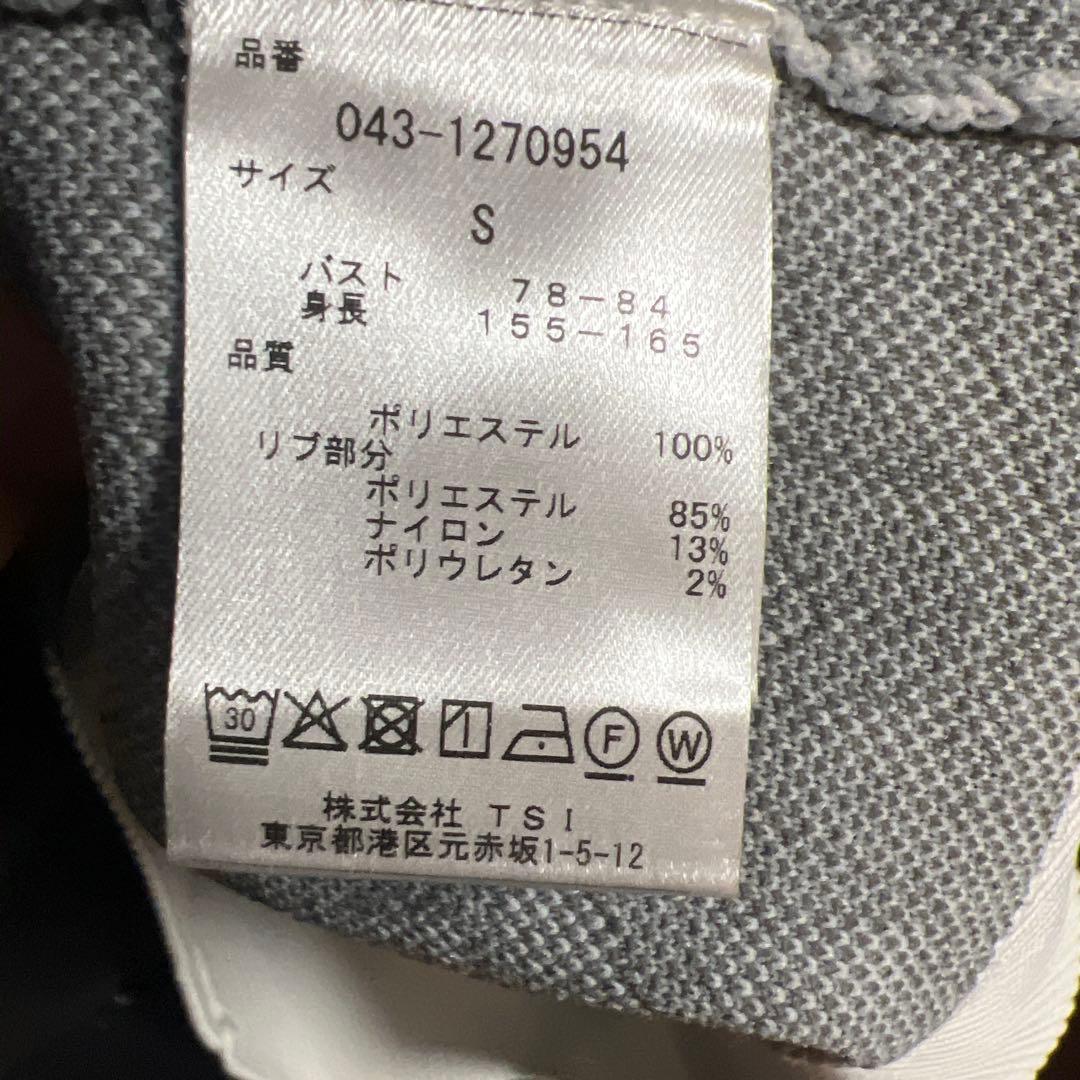 品番
043-1270954
サイズ
S
バスト 78-84
身長 155-165
品質
ポリエステル 100%
リブ部分
ポリエステル 85%
ナイロン 13%
ポリウレタン 2%
30 F W
株式会社 TSI
東京都港区元赤坂1-5-12